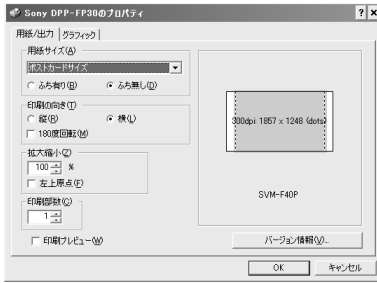 Sony DPP-FP30のプロパティ
用紙/出力 グラフィック
用紙サイズ(A)
ポストカードサイズ
ふち有り(B) ふち無し(D)
印刷の向き(T)
縦(R) 横(L)
180度回転(M)
拡大縮小(Z)
100 %
左上原点(F)
印刷部数(C)
1
印刷プレビュー(W)
300dpi 1857 x 1248 (dots)
SVM-F40P
バージョン情報(V)...
OK キャンセル